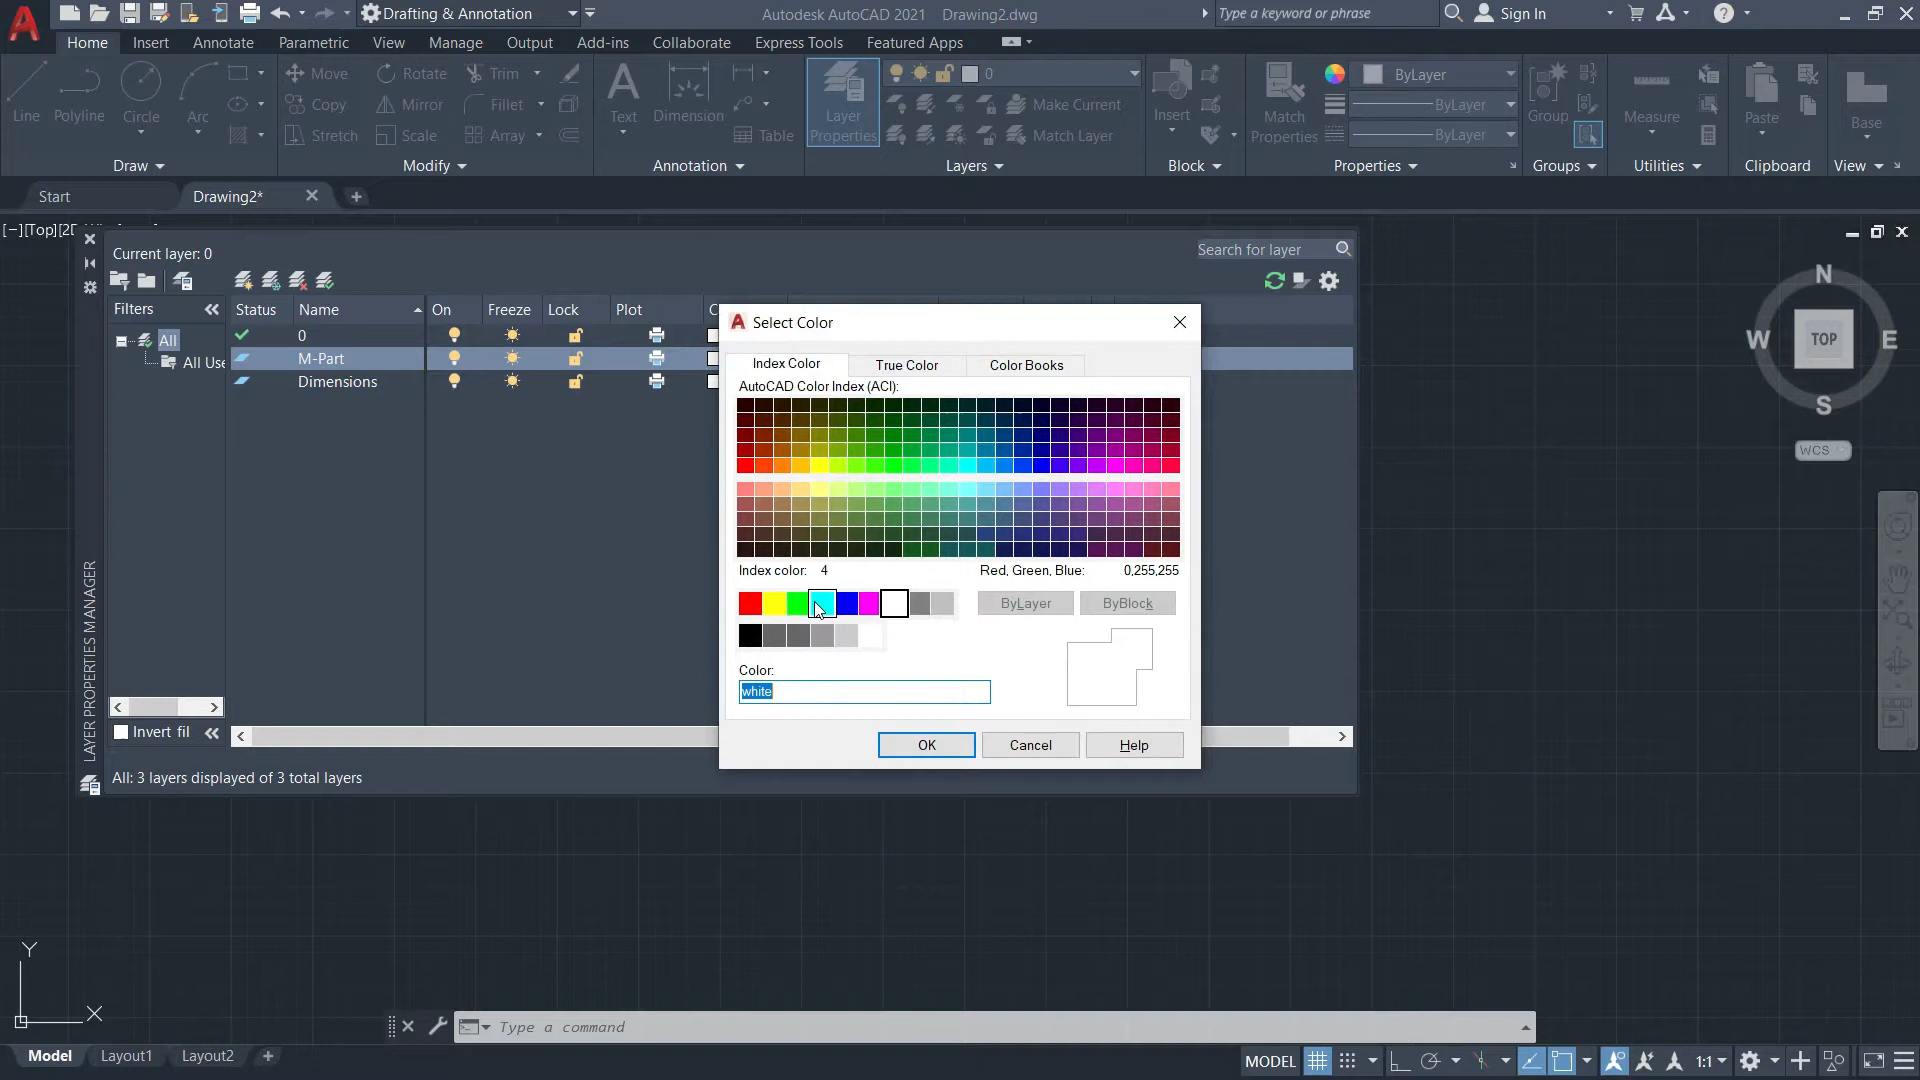 Drafting & Annotation
Autodesk AutoCAD 2021 Drawing2.dwg
Type a keyword or phrase
Sign In
Home Insert Annotate Parametric View Manage Output Add-ins Collaborate Express Tools Featured Apps
Move Rotate Trim
0
ByLayer
Copy Mirror Fillet
Make Current
ByLayer
Line Polyline Circle Arc
Text Dimension
Layer
Properties
Insert
Match
Properties
Group
Measure
Paste
Base
Stretch Scale Array
Table
Match Layer
ByLayer
Draw Modify Annotation Layers Block Properties Groups Utilities Clipboard View
Start Drawing2*
[−][Top][2D
Current layer: 0
Search for layer
Filters
Status Name On Freeze Lock Plot C
All
All Use
0
M-Part
Dimensions
Invert fil
All: 3 layers displayed of 3 total layers
LAYER PROPERTIES MANAGER
Select Color
Index Color True Color Color Books
AutoCAD Color Index (ACI):
Index color: 4 Red, Green, Blue: 0,255,255
ByLayer ByBlock
Color:
white
OK Cancel Help
N
W TOP E
S
WCS
Y
X
Type a command
Model Layout1 Layout2
MODEL 1:1